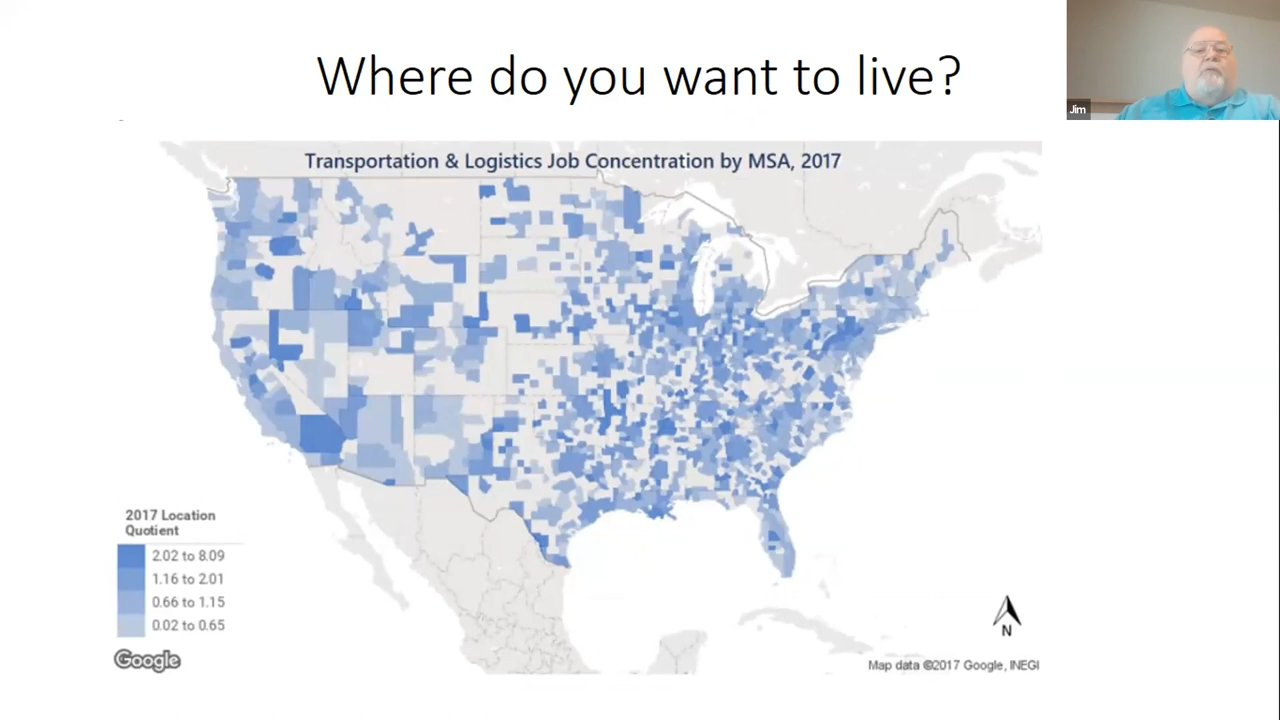 Where do you want to live?
Jim
Transportation & Logistics Job Concentration by MSA, 2017
2017 Location
Quotient
2.02 to 8.09
1.16 to 2.01
0.66 to 1.15
0.02 to 0.65
Google
N
Map data ©2017 Google, INEGI